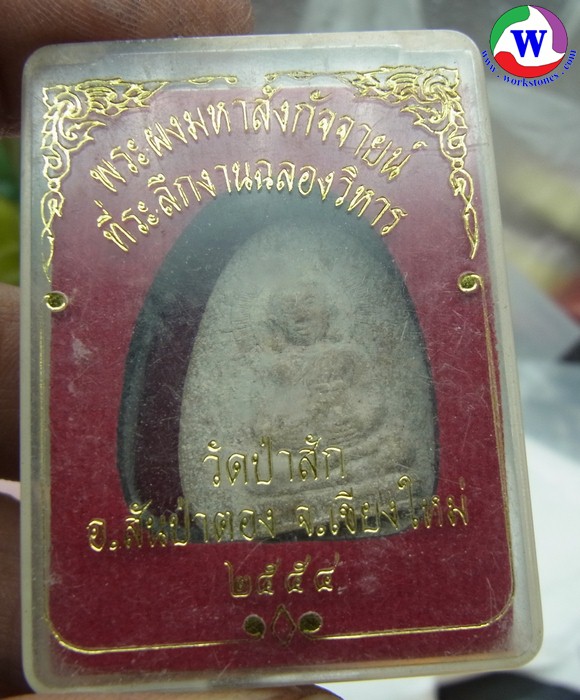 พระผงมหาสังกัจจายน์
ที่ระลึกงานฉลองวิหาร
วัดป่าสัก
อ.สันป่าตอง จ.เชียงใหม่
๒๕๕๔
W
www.workstones.com